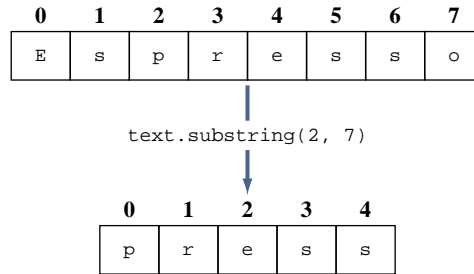 0 1 2 3 4 5 6 7
E s p r e s s o
text.substring(2, 7)
0 1 2 3 4
p r e s s